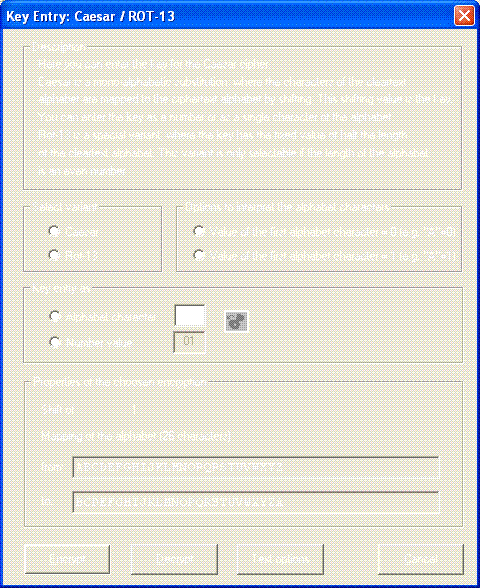 Key Entry: Caesar / ROT-13
Description
Here you can enter the key for the Caesar cipher.
Caesar is a mono-alphabetic substitution, where the characters of the cleartext
alphabet are mapped to the ciphertext alphabet by shifting. This shifting value is the key.
You can enter the key as a number or as a single character of the alphabet.
Rot-13 is a special variant, where the key has the fixed value of half the length
of the cleartext alphabet. This variant is only selectable if the length of the alphabet
is an even number.
Select variant
Options to interpret the alphabet characters
Caesar
Value of the first alphabet character = 0 (e.g. "A"=0)
Rot-13
Value of the first alphabet character = 1 (e.g. "A"=1)
Key entry as
Alphabet character
Number value
01
Properties of the chosen encryption
Shift of
1
Mapping of the alphabet (26 characters)
from:
ABCDEFGHIJKLMNOPQRSTUVWXYZ
to:
BCDEFGHIJKLMNOPQRSTUVWXYZA
Encrypt
Decrypt
Text options
Cancel